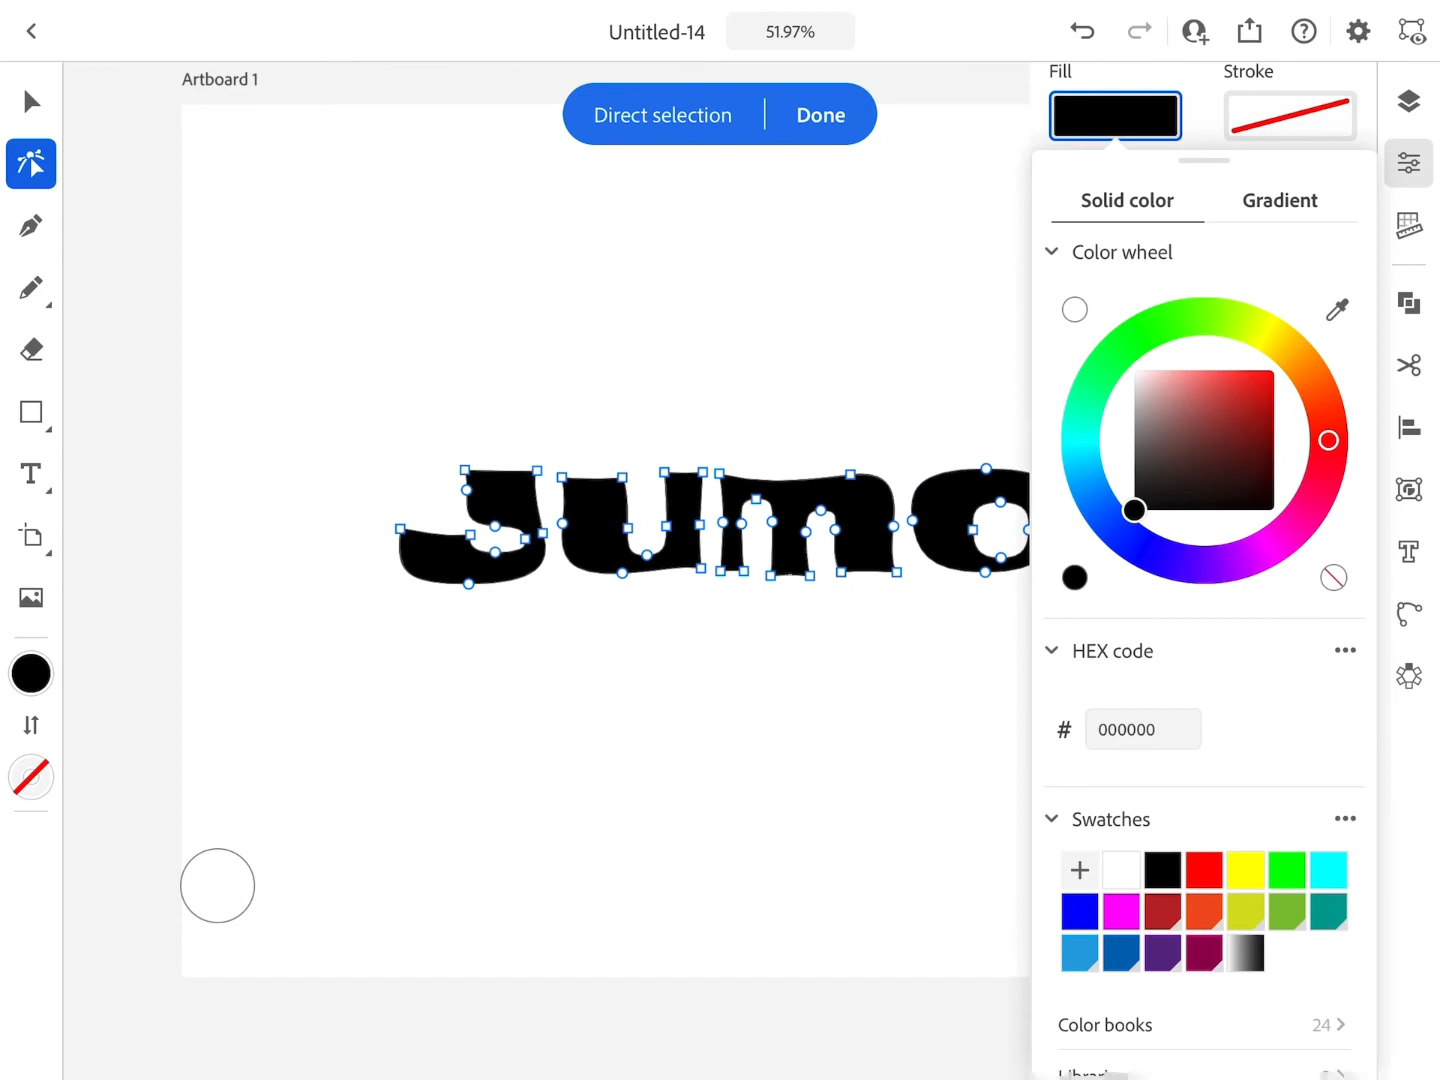 Untitled-14
51.97%
Artboard 1
Direct selection
Done
Fill
Stroke
Solid color
Gradient
Color wheel
HEX code
# 000000
Swatches
Color books
24
Jumo